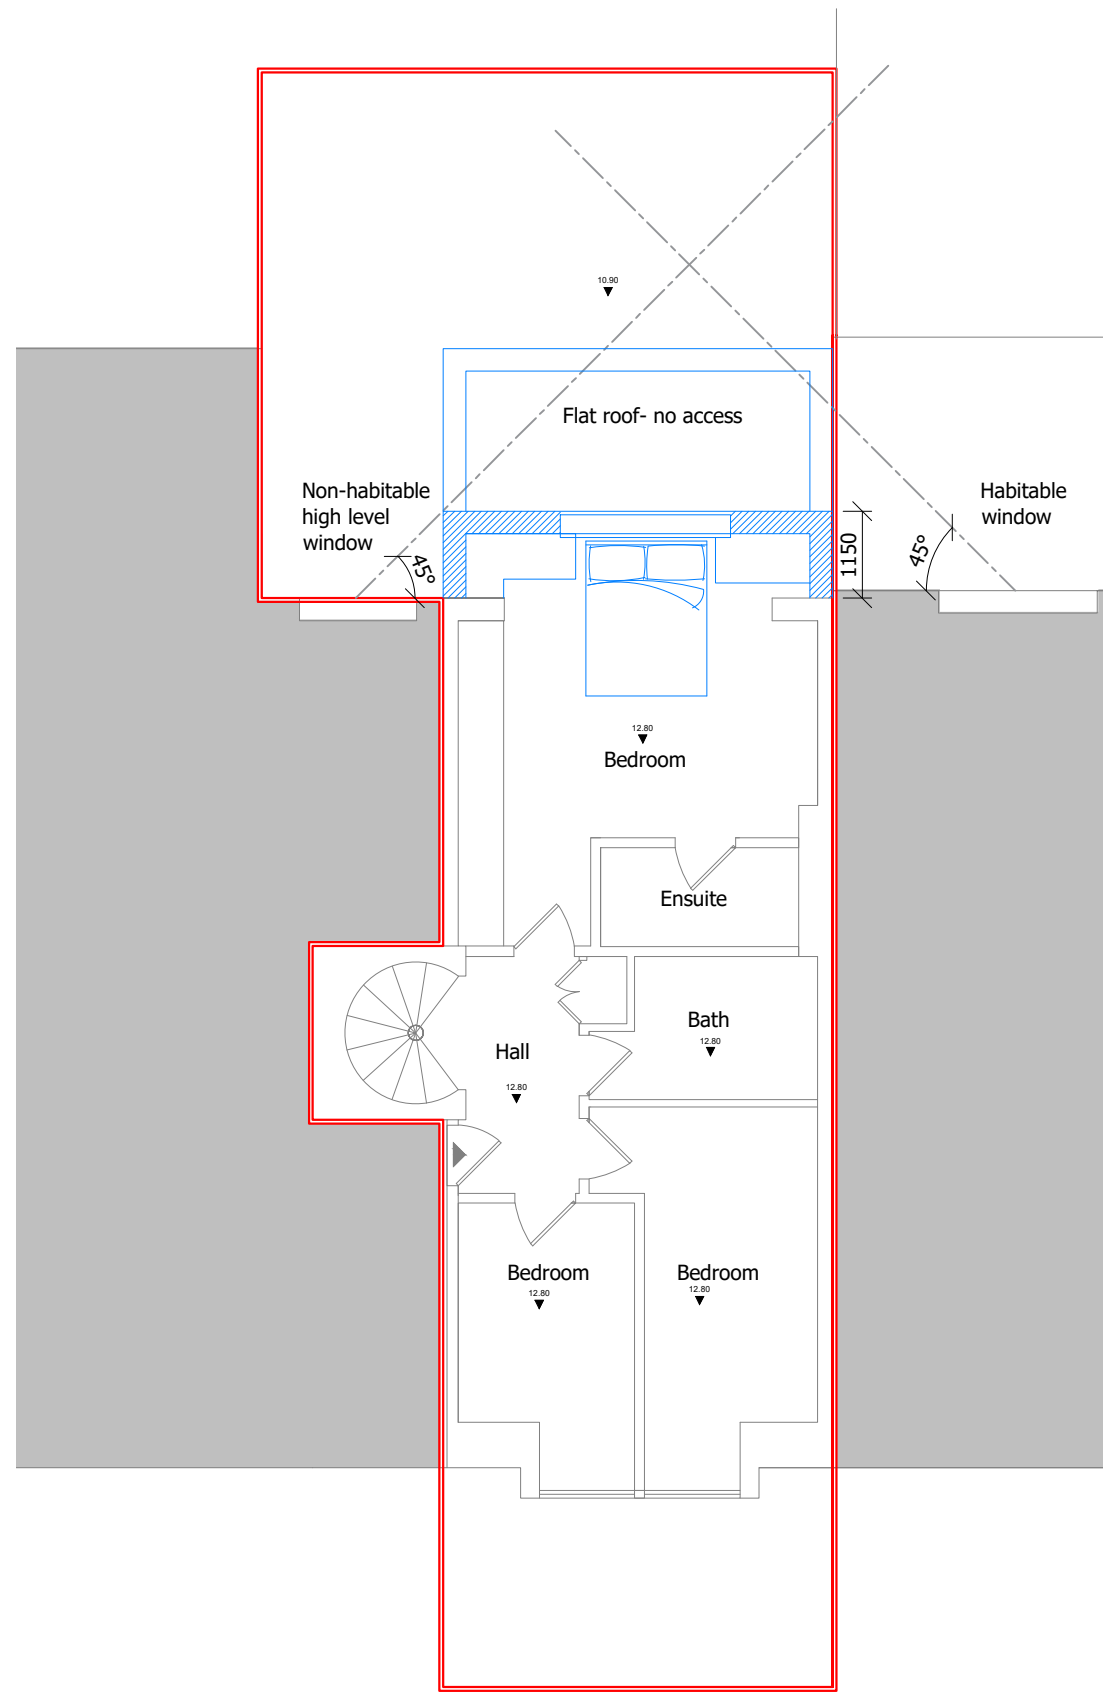 10.90
Flat roof- no access
Non-habitable
high level
window
45°
1150
45°
Habitable
window
12.80
Bedroom
Ensuite
Bath
12.80
Hall
12.80
Bedroom
12.80
Bedroom
12.80